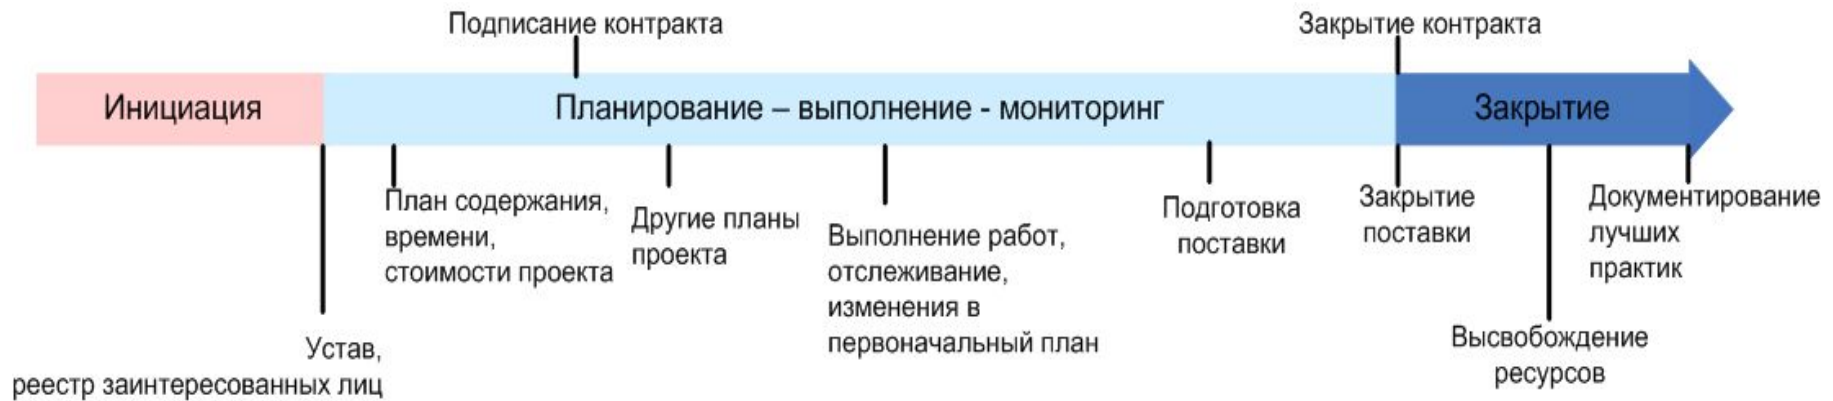 Подписание контракта
Закрытие контракта
Инициация
Планирование – выполнение - мониторинг
Закрытие
План содержания,
времени,
стоимости проекта
Другие планы
проекта
Выполнение работ,
отслеживание,
изменения в
первоначальный план
Подготовка
поставки
Закрытие
поставки
Документирование
лучших
практик
Устав,
реестр заинтересованных лиц
Высвобождение
ресурсов